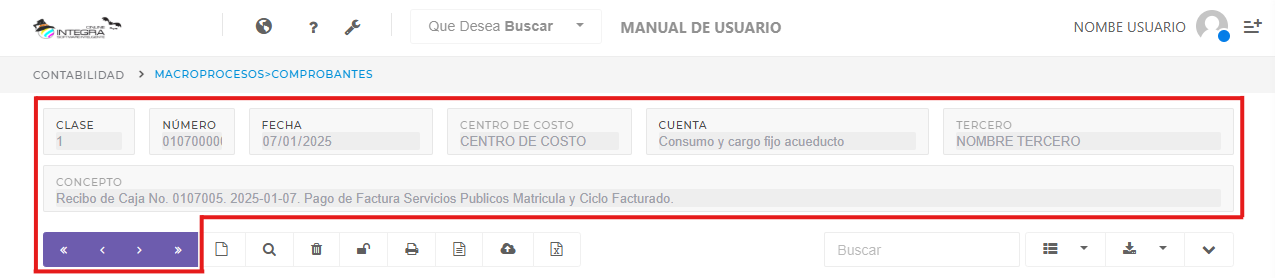 ONLINE
INTEGRA
? Que Desea Buscar MANUAL DE USUARIO NOMBE USUARIO
CONTABILIDAD > MACROPROCESOS>COMPROBANTES
CLASE NÚMERO FECHA CENTRO DE COSTO CUENTA TERCERO
1 01070000 07/01/2025 CENTRO DE COSTO Consumo y cargo fijo acueducto NOMBRE TERCERO
CONCEPTO
Recibo de Caja No. 0107005. 2025-01-07. Pago de Factura Servicios Publicos Matricula y Ciclo Facturado.
Buscar